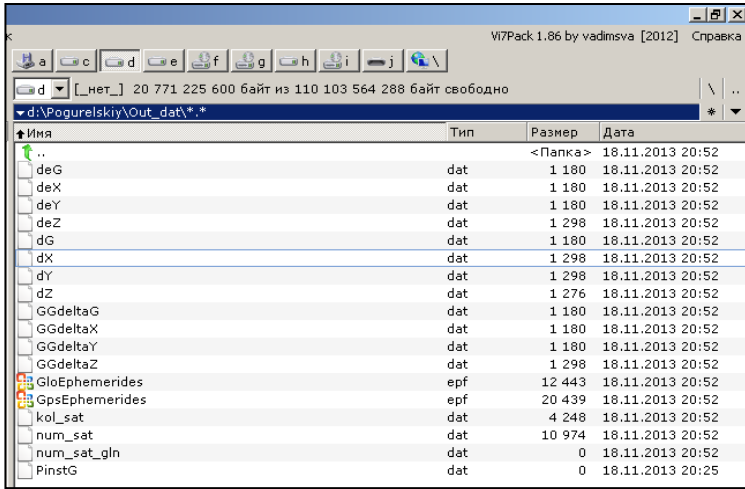 к
Vi7Pack 1.86 by vadimsva [2012] Справка
a c d e f g h i j \
d [_нет_] 20 771 225 600 байт из 110 103 564 288 байт свободно \ ..
d:\Pogurelskiy\Out_dat\*.* *
Имя Тип Размер Дата
.. <Папка> 18.11.2013 20:52
deG dat 1 180 18.11.2013 20:52
deX dat 1 180 18.11.2013 20:52
deY dat 1 180 18.11.2013 20:52
deZ dat 1 298 18.11.2013 20:52
dG dat 1 180 18.11.2013 20:52
dX dat 1 298 18.11.2013 20:52
dY dat 1 298 18.11.2013 20:52
dZ dat 1 276 18.11.2013 20:52
GGdeltaG dat 1 180 18.11.2013 20:52
GGdeltaX dat 1 180 18.11.2013 20:52
GGdeltaY dat 1 180 18.11.2013 20:52
GGdeltaZ dat 1 298 18.11.2013 20:52
GloEphemerides epf 12 443 18.11.2013 20:52
GpsEphemerides epf 20 439 18.11.2013 20:52
kol_sat dat 4 248 18.11.2013 20:52
num_sat dat 10 974 18.11.2013 20:52
num_sat_gln dat 0 18.11.2013 20:52
PinstG dat 0 18.11.2013 20:25